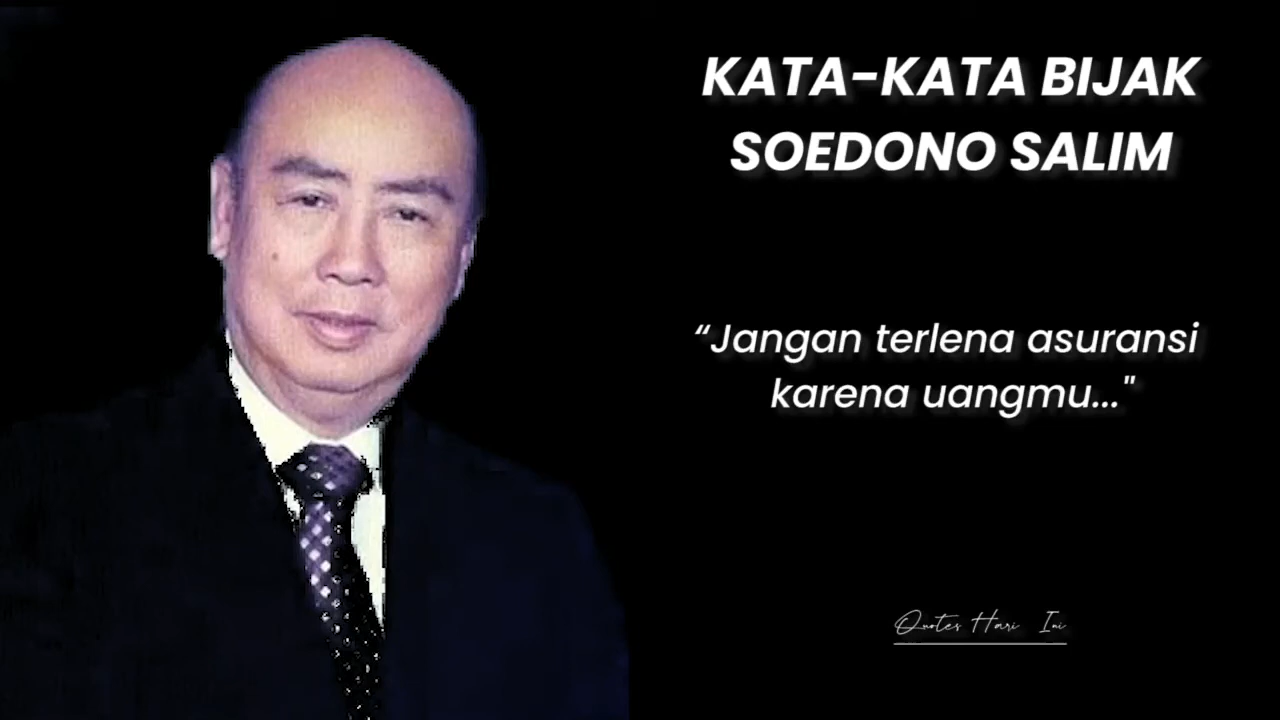 KATA-KATA BIJAK
SOEDONO SALIM
“Jangan terlena asuransi
karena uangmu..."
Quotes Hari Ini